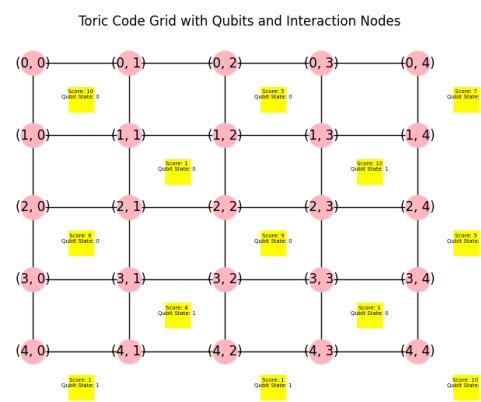 Toric Code Grid with Qubits and Interaction Nodes
(0, 0) (0, 1) (0, 2) (0, 3) (0, 4)
Score: 10 Score: 5 Score: 7
Qubit State: 0 Qubit State: 0 Qubit State:
(1, 0) (1, 1) (1, 2) (1, 3) (1, 4)
Score: 1 Score: 10
Qubit State: 0 Qubit State: 1
(2, 0) (2, 1) (2, 2) (2, 3) (2, 4)
Score: 6 Score: 9 Score: 5
Qubit State: 0 Qubit State: 0 Qubit State:
(3, 0) (3, 1) (3, 2) (3, 3) (3, 4)
Score: 4 Score: 1
Qubit State: 1 Qubit State: 0
(4, 0) (4, 1) (4, 2) (4, 3) (4, 4)
Score: 1 Score: 1 Score: 10
Qubit State: 1 Qubit State: 1 Qubit State: